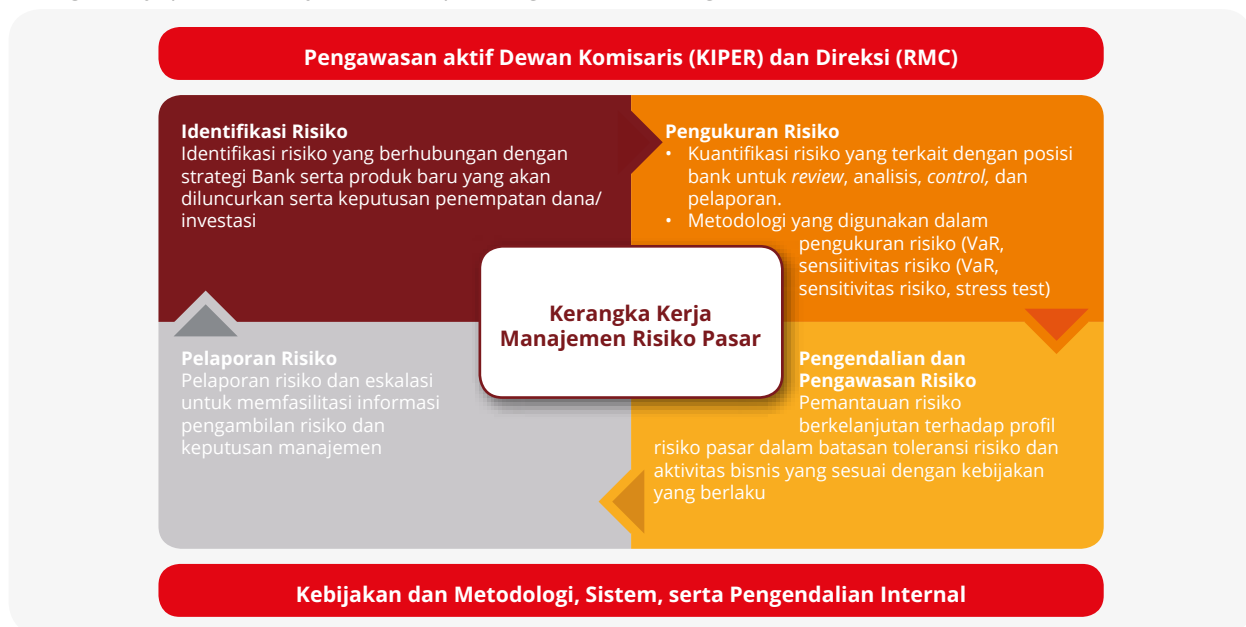 Pengawasan aktif Dewan Komisaris (KIPER) dan Direksi (RMC)
Identifikasi Risiko
Identifikasi risiko yang berhubungan dengan
strategi Bank serta produk baru yang akan
diluncurkan serta keputusan penempatan dana/
investasi
Pengukuran Risiko
• Kuantifikasi risiko yang terkait dengan posisi
bank untuk review, analisis, control, dan
pelaporan.
• Metodologi yang digunakan dalam
pengukuran risiko (VaR,
sensiitivitas risiko (VaR,
sensitivitas risiko, stress test)
Kerangka Kerja
Manajemen Risiko Pasar
Pelaporan Risiko
Pelaporan risiko dan eskalasi
untuk memfasilitasi informasi
pengambilan risiko dan
keputusan manajemen
Pengendalian dan
Pengawasan Risiko
Pemantauan risiko
berkelanjutan terhadap profil
risiko pasar dalam batasan toleransi risiko dan
aktivitas bisnis yang sesuai dengan kebijakan
yang berlaku
Kebijakan dan Metodologi, Sistem, serta Pengendalian Internal